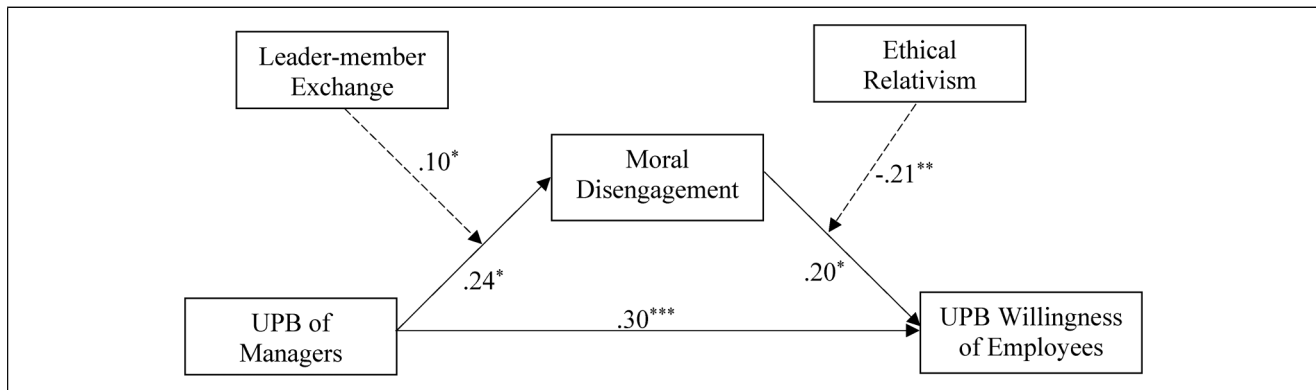 Leader-member
Exchange
Ethical
Relativism
.10*
Moral
Disengagement
-.21**
.24*
.20*
UPB of
Managers
.30***
UPB Willingness
of Employees